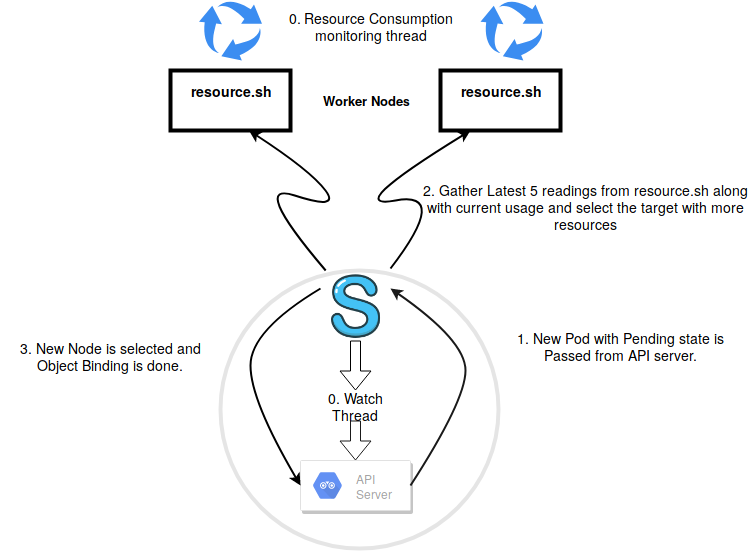 0. Resource Consumption
monitoring thread
resource.sh
Worker Nodes
resource.sh
2. Gather Latest 5 readings from resource.sh along
with current usage and select the target with more
resources
S
1. New Pod with Pending state is
Passed from API server.
3. New Node is selected and
Object Binding is done.
0. Watch
Thread
API
Server